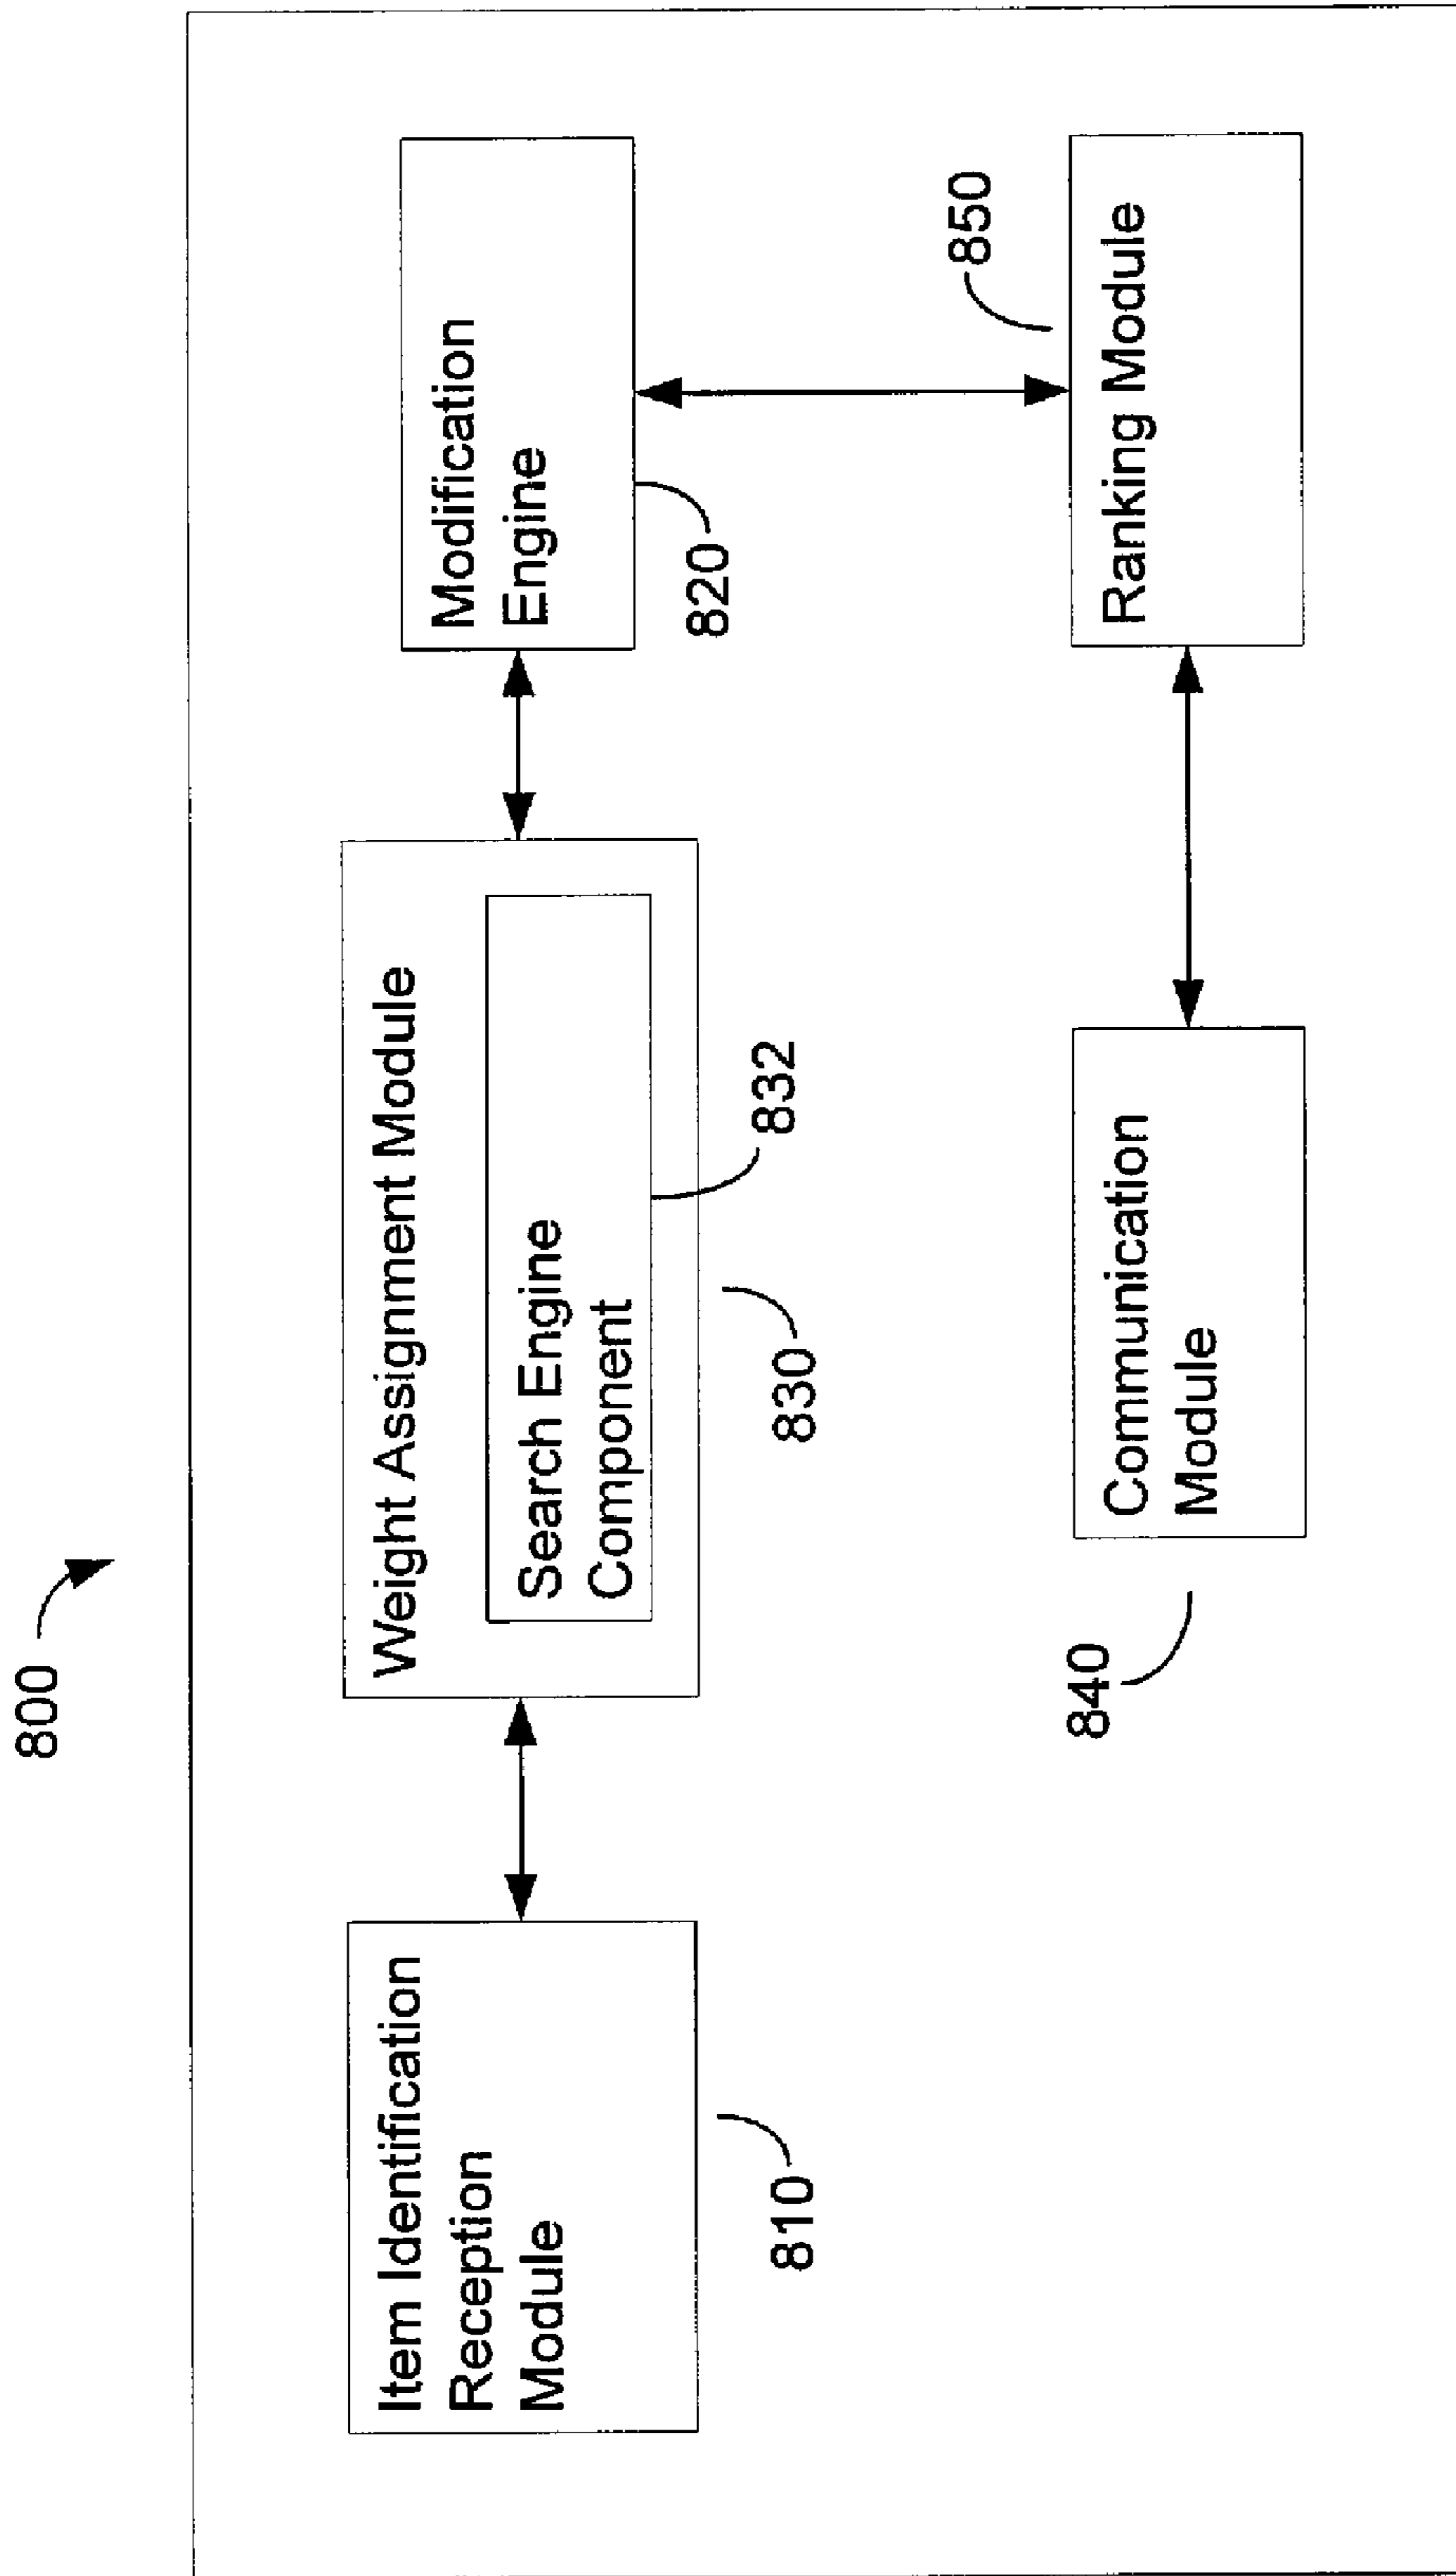 800
Item Identification
Reception
Module
810
Weight Assignment Module
Search Engine
Component
832
830
Modification
Engine
820
850
Ranking Module
Communication
Module
840